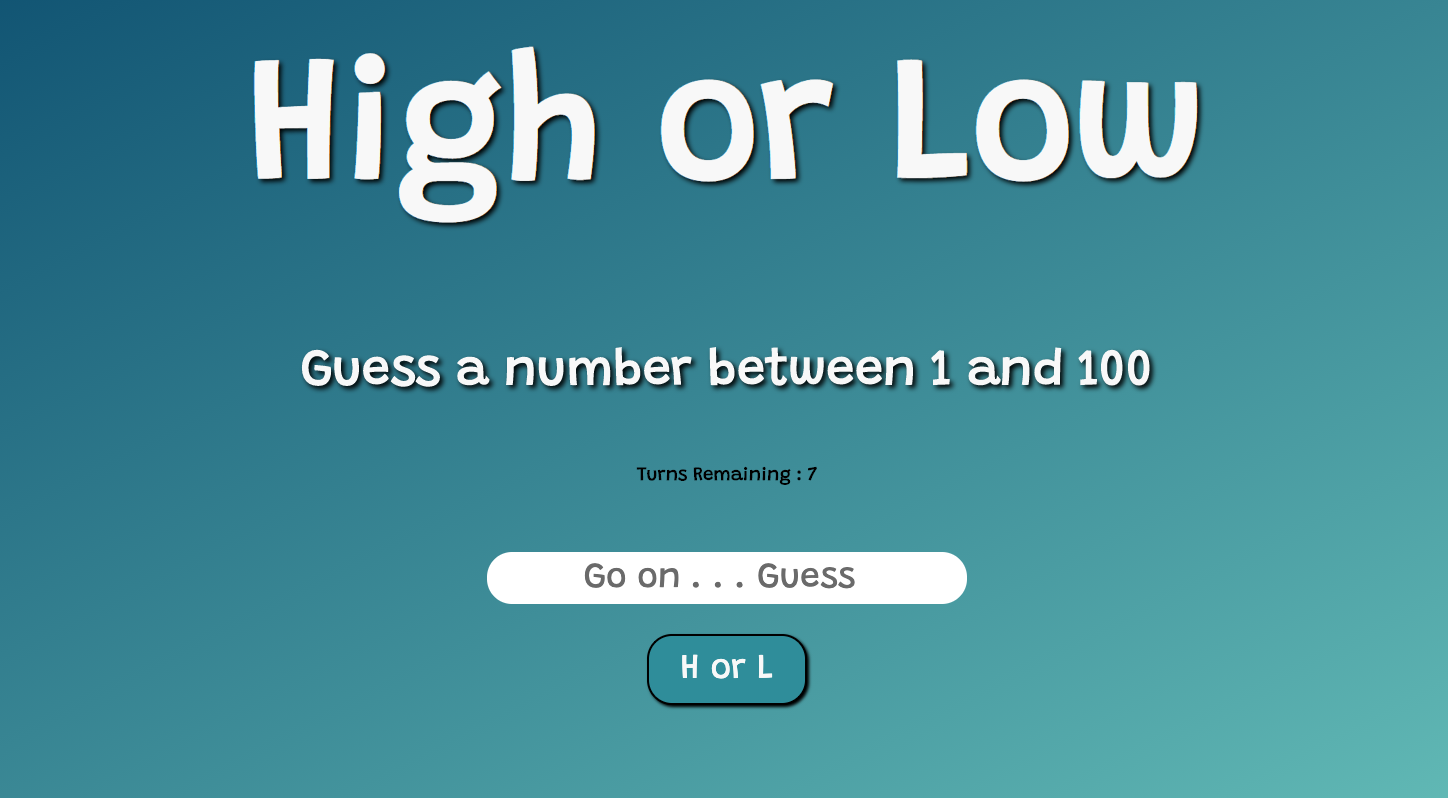 High or Low
Guess a number between 1 and 100
Turns Remaining : 7
Go on . . . Guess
H or L